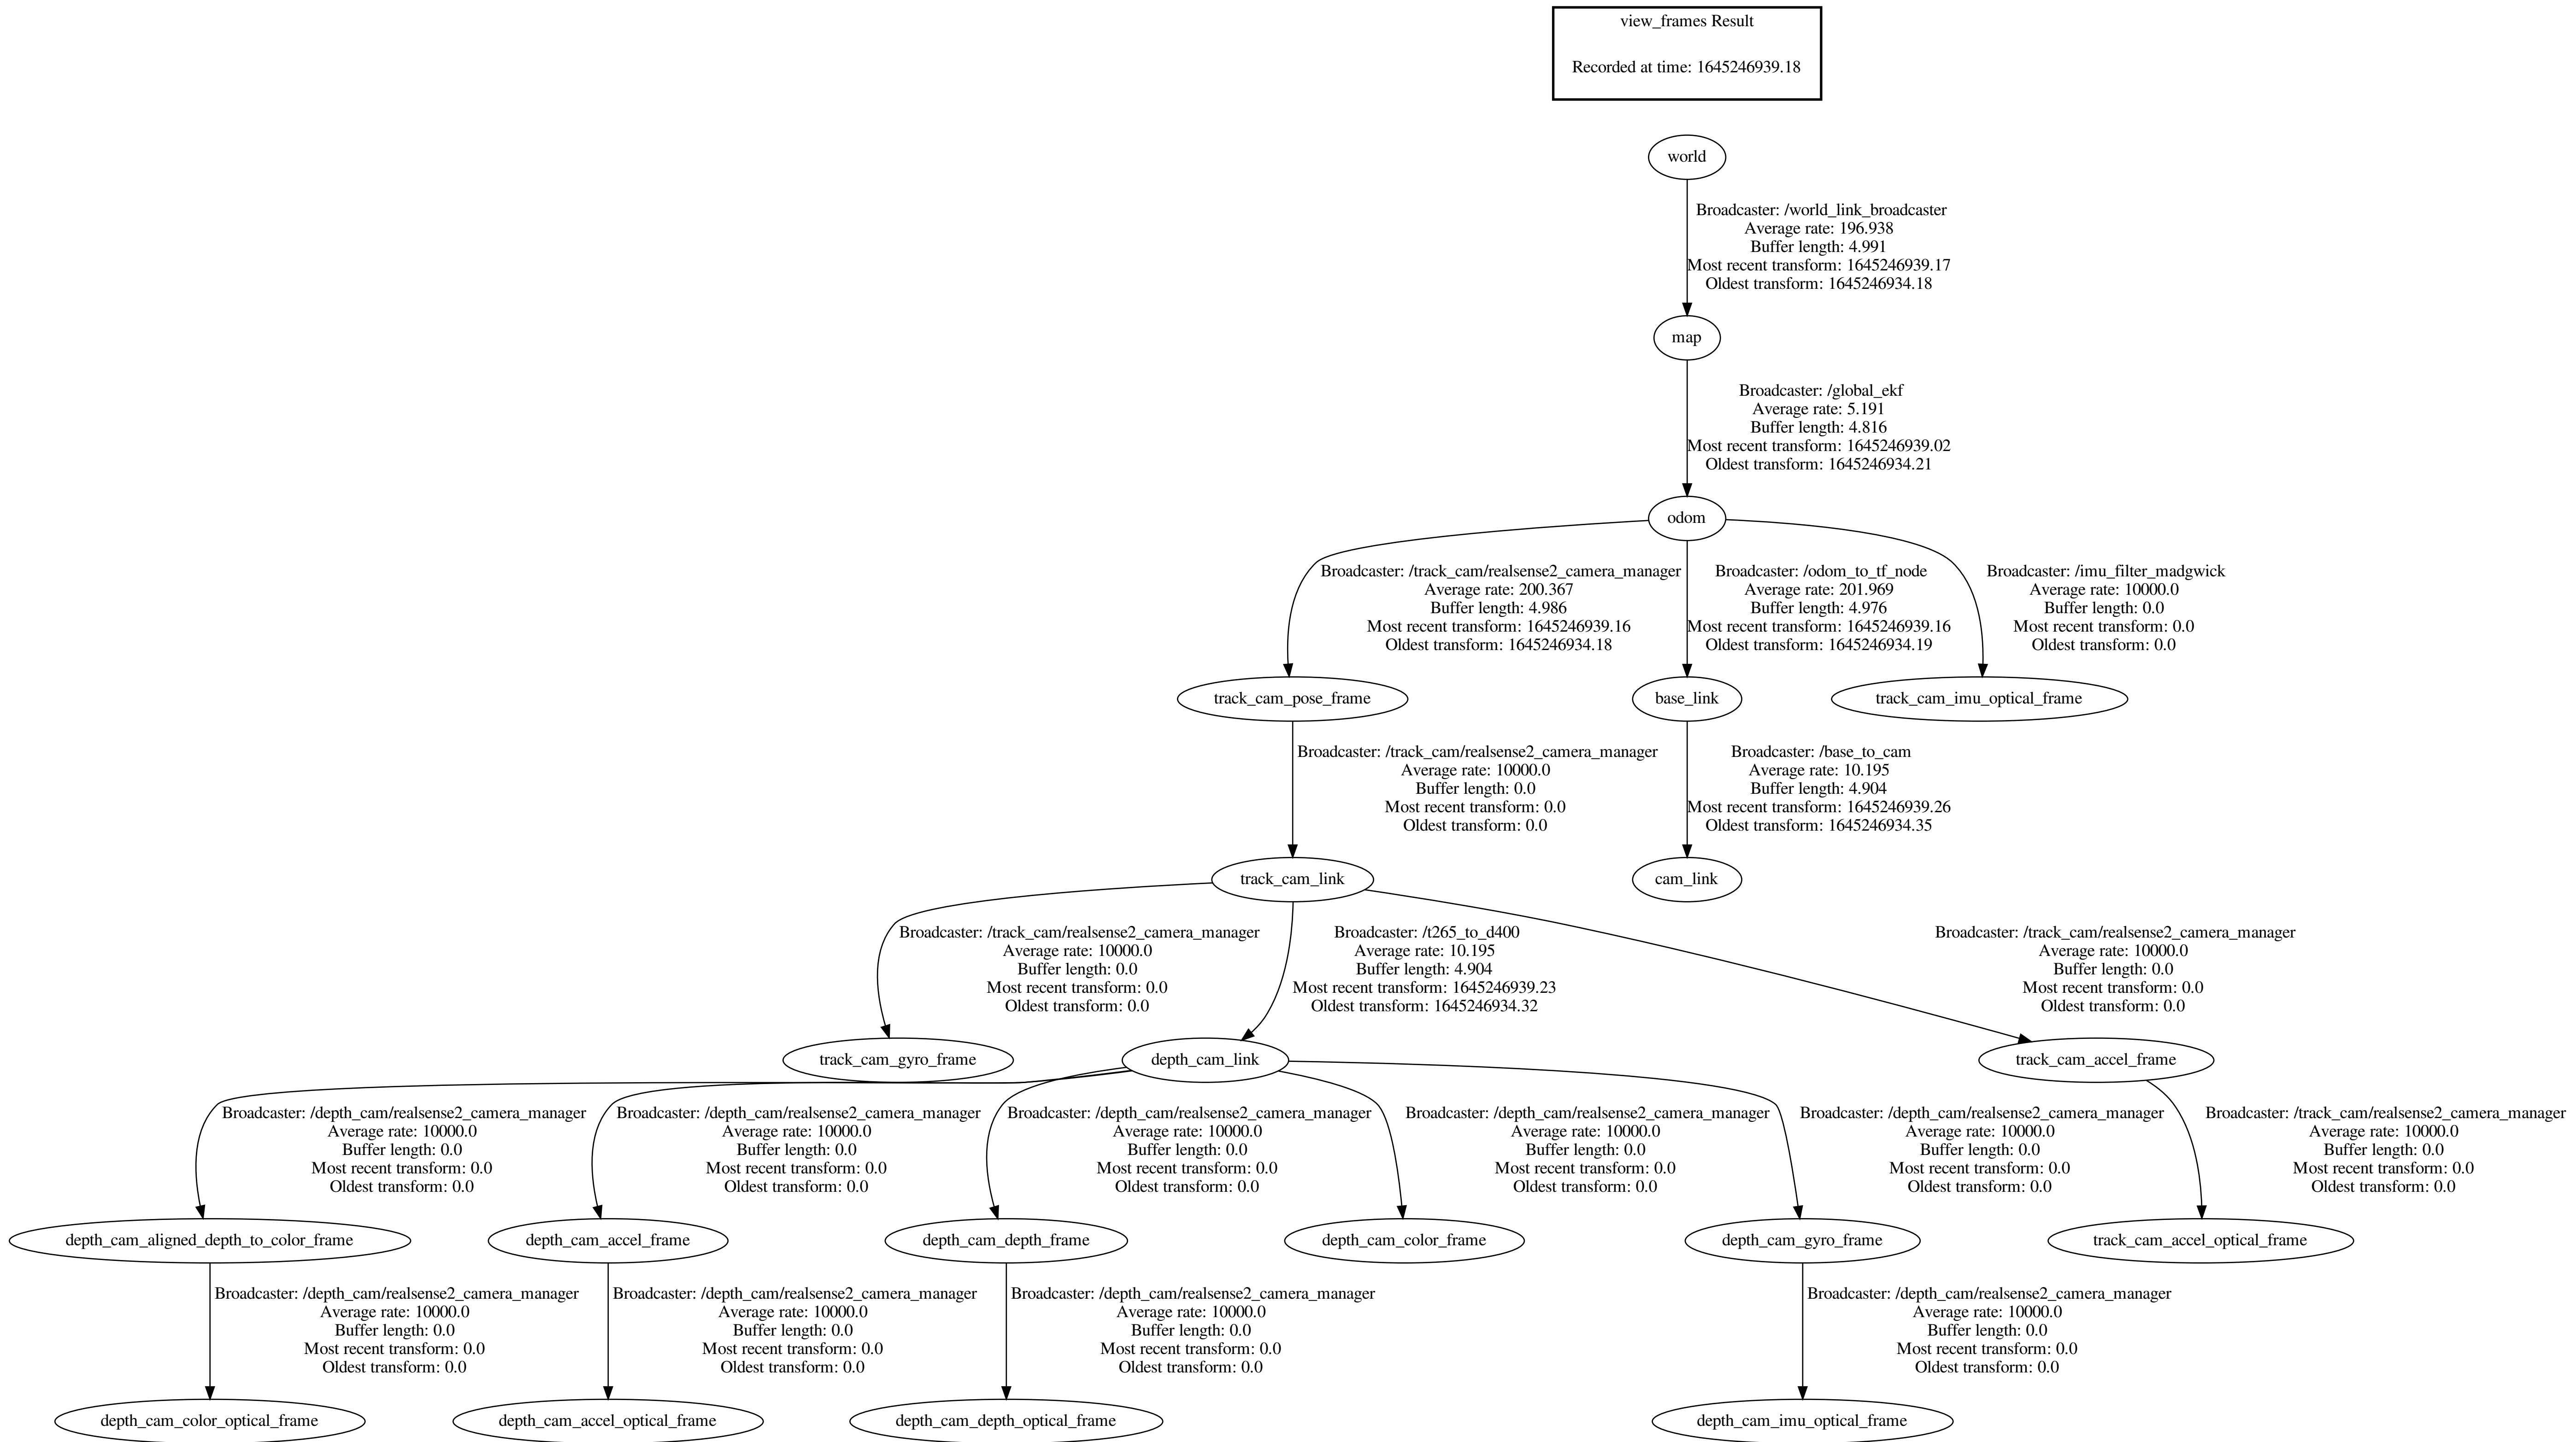 view_frames Result
Recorded at time: 1645246939.18
world
Broadcaster: /world_link_broadcaster
Average rate: 196.938
Buffer length: 4.991
Most recent transform: 1645246939.17
Oldest transform: 1645246934.18
map
Broadcaster: /global_ekf
Average rate: 5.191
Buffer length: 4.816
Most recent transform: 1645246939.02
Oldest transform: 1645246934.21
odom
Broadcaster: /track_cam/realsense2_camera_manager
Average rate: 200.367
Buffer length: 4.986
Most recent transform: 1645246939.16
Oldest transform: 1645246934.18
Broadcaster: /odom_to_tf_node
Average rate: 201.969
Buffer length: 4.976
Most recent transform: 1645246939.16
Oldest transform: 1645246934.19
Broadcaster: /imu_filter_madgwick
Average rate: 10000.0
Buffer length: 0.0
Most recent transform: 0.0
Oldest transform: 0.0
track_cam_pose_frame
base_link
track_cam_imu_optical_frame
Broadcaster: /track_cam/realsense2_camera_manager
Average rate: 10000.0
Buffer length: 0.0
Most recent transform: 0.0
Oldest transform: 0.0
Broadcaster: /base_to_cam
Average rate: 10.195
Buffer length: 4.904
Most recent transform: 1645246939.26
Oldest transform: 1645246934.35
track_cam_link
cam_link
Broadcaster: /track_cam/realsense2_camera_manager
Average rate: 10000.0
Buffer length: 0.0
Most recent transform: 0.0
Oldest transform: 0.0
Broadcaster: /t265_to_d400
Average rate: 10.195
Buffer length: 4.904
Most recent transform: 1645246939.23
Oldest transform: 1645246934.32
Broadcaster: /track_cam/realsense2_camera_manager
Average rate: 10000.0
Buffer length: 0.0
Most recent transform: 0.0
Oldest transform: 0.0
track_cam_gyro_frame
depth_cam_link
track_cam_accel_frame
Broadcaster: /depth_cam/realsense2_camera_manager
Average rate: 10000.0
Buffer length: 0.0
Most recent transform: 0.0
Oldest transform: 0.0
Broadcaster: /depth_cam/realsense2_camera_manager
Average rate: 10000.0
Buffer length: 0.0
Most recent transform: 0.0
Oldest transform: 0.0
Broadcaster: /depth_cam/realsense2_camera_manager
Average rate: 10000.0
Buffer length: 0.0
Most recent transform: 0.0
Oldest transform: 0.0
Broadcaster: /depth_cam/realsense2_camera_manager
Average rate: 10000.0
Buffer length: 0.0
Most recent transform: 0.0
Oldest transform: 0.0
Broadcaster: /depth_cam/realsense2_camera_manager
Average rate: 10000.0
Buffer length: 0.0
Most recent transform: 0.0
Oldest transform: 0.0
Broadcaster: /track_cam/realsense2_camera_manager
Average rate: 10000.0
Buffer length: 0.0
Most recent transform: 0.0
Oldest transform: 0.0
depth_cam_aligned_depth_to_color_frame
depth_cam_accel_frame
depth_cam_depth_frame
depth_cam_color_frame
depth_cam_gyro_frame
track_cam_accel_optical_frame
Broadcaster: /depth_cam/realsense2_camera_manager
Average rate: 10000.0
Buffer length: 0.0
Most recent transform: 0.0
Oldest transform: 0.0
Broadcaster: /depth_cam/realsense2_camera_manager
Average rate: 10000.0
Buffer length: 0.0
Most recent transform: 0.0
Oldest transform: 0.0
Broadcaster: /depth_cam/realsense2_camera_manager
Average rate: 10000.0
Buffer length: 0.0
Most recent transform: 0.0
Oldest transform: 0.0
Broadcaster: /depth_cam/realsense2_camera_manager
Average rate: 10000.0
Buffer length: 0.0
Most recent transform: 0.0
Oldest transform: 0.0
depth_cam_color_optical_frame
depth_cam_accel_optical_frame
depth_cam_depth_optical_frame
depth_cam_imu_optical_frame